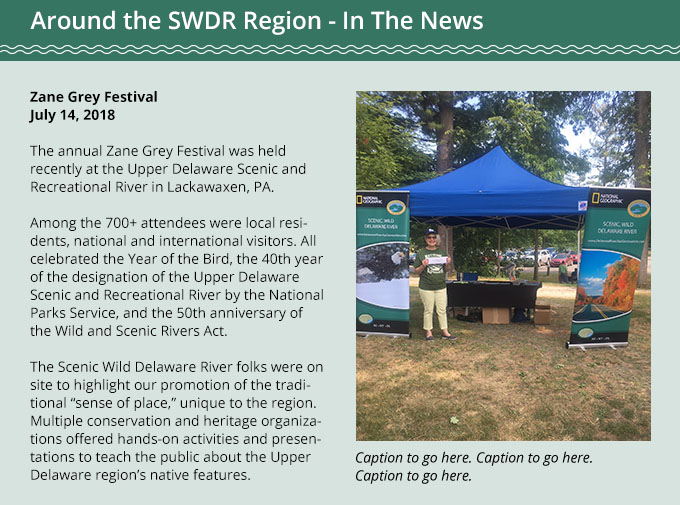 Around the SWDR Region - In The News
Zane Grey Festival
July 14, 2018
The annual Zane Grey Festival was held
recently at the Upper Delaware Scenic and
Recreational River in Lackawaxen, PA.
Among the 700+ attendees were local resi-
dents, national and international visitors. All
celebrated the Year of the Bird, the 40th year
of the designation of the Upper Delaware
Scenic and Recreational River by the National
Parks Service, and the 50th anniversary of
the Wild and Scenic Rivers Act.
The Scenic Wild Delaware River folks were on
site to highlight our promotion of the tradi-
tional “sense of place,” unique to the region.
Multiple conservation and heritage organiza-
tions offered hands-on activities and presen-
tations to teach the public about the Upper
Delaware region’s native features.
NATIONAL
GEOGRAPHIC
SCENIC, WILD
DELAWARE RIVER
NATIONAL
GEOGRAPHIC
SCENIC, WILD
DELAWARE RIVER
Caption to go here. Caption to go here.
Caption to go here.